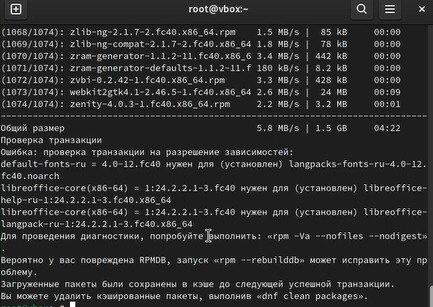 root@vbox:~
(1068/1074): zlib-ng-2.1.7-2.fc40.x86_64.rpm 1.5 MB/s | 85 kB 00:00
(1069/1074): zlib-ng-compat-2.1.7-2.fc40.x86_64 1.8 MB/s | 78 kB 00:00
(1070/1074): zram-generator-1.1.2-11.fc40.x86_6 3.4 MB/s | 442 kB 00:00
(1071/1074): zram-generator-defaults-1.1.2-11.f 180 kB/s | 8.2 kB 00:00
(1072/1074): zvbi-0.2.42-1.fc40.x86_64.rpm 3.3 MB/s | 428 kB 00:00
(1073/1074): webkit2gtk4.1-2.46.5-1.fc40.x86_64 2.6 MB/s | 24 MB 00:09
(1074/1074): zenity-4.0.3-1.fc40.x86_64.rpm 2.2 MB/s | 3.2 MB 00:01
Общий размер 5.8 MB/s | 1.5 GB 04:22
Проверка транзакции
Ошибка: проверка транзакции на разрешение зависимостей:
default-fonts-ru = 4.0-12.fc40 нужен для (установлен) langpacks-fonts-ru-4.0-12.
fc40.noarch
libreoffice-core(x86-64) = 1:24.2.2.1-3.fc40 нужен для (установлен) libreoffice-
help-ru-1:24.2.2.1-3.fc40.x86_64
libreoffice-core(x86-64) = 1:24.2.2.1-3.fc40 нужен для (установлен) libreoffice-
langpack-ru-1:24.2.2.1-3.fc40.x86_64
Для проведения диагностики, попробуйте выполнить: «rpm -Va --nofiles --nodigest»
.
Вероятно у вас повреждена RPMDB, запуск «rpm --rebuilddb» может исправить эту пр
облему.
Загруженные пакеты были сохранены в кэше до следующей успешной транзакции.
Вы можете удалить кэшированные пакеты, выполнив «dnf clean packages».